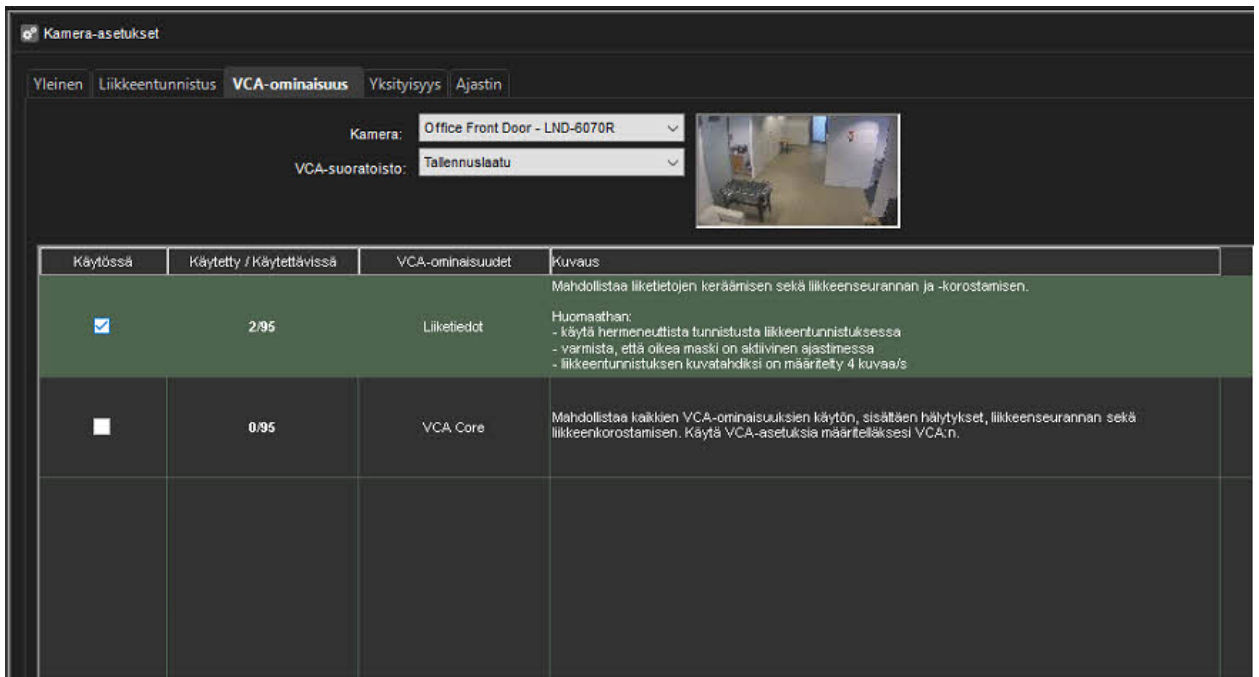 Kamera-asetukset
Yleinen Liikkeentunnistus VCA-ominaisuus Yksityisyys Ajastin
Kamera: Office Front Door - LND-6070R
VCA-suoratoisto: Tallennuslaatu
Käytössä Käytetty / Käytettävissä VCA-ominaisuudet Kuvaus
Mahdollistaa liiketietojen keräämisen sekä liikkeenseurannan ja -korostamisen.
Huomaathan:
2/95 Liiketiedot
- käytä hermeneuttista tunnistusta liikkeentunnistuksessa
- varmista, että oikea maski on aktiivinen ajastimessa
- liikkeentunnistuksen kuvatahdiksi on määritelty 4 kuvaa/s
0/95 VCA Core
Mahdollistaa kaikkien VCA-ominaisuuksien käytön, sisältäen hälytykset, liikkeenseurannan sekä
liikkeenkorostamisen. Käytä VCA-asetuksia määritelläksesi VCA:n.